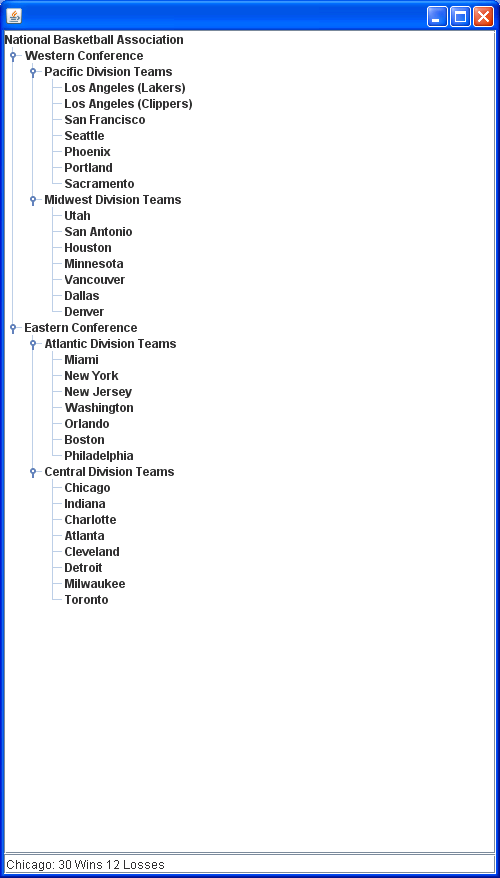 National Basketball Association
Western Conference
Pacific Division Teams
Los Angeles (Lakers)
Los Angeles (Clippers)
San Francisco
Seattle
Phoenix
Portland
Sacramento
Midwest Division Teams
Utah
San Antonio
Houston
Minnesota
Vancouver
Dallas
Denver
Eastern Conference
Atlantic Division Teams
Miami
New York
New Jersey
Washington
Orlando
Boston
Philadelphia
Central Division Teams
Chicago
Indiana
Charlotte
Atlanta
Cleveland
Detroit
Milwaukee
Toronto
Chicago: 30 Wins 12 Losses